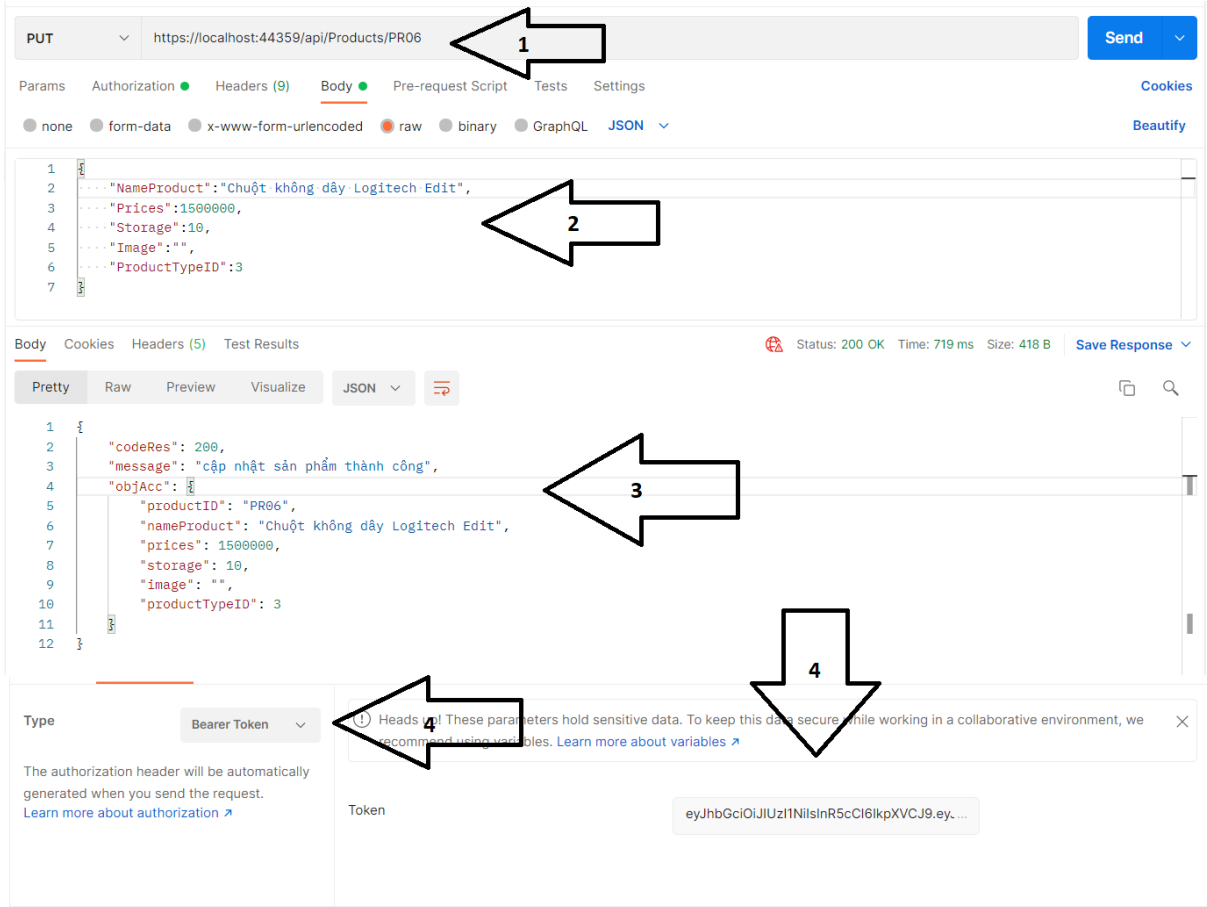 PUT https://localhost:44359/api/Products/PR06 1 Send
Params Authorization Headers (9) Body Pre-request Script Tests Settings Cookies
none form-data x-www-form-urlencoded raw binary GraphQL JSON Beautify
1 {
2 "NameProduct":"Chuột không dây Logitech Edit",
3 "Prices":1500000,
4 "Storage":10, 2
5 "Image":"",
6 "ProductTypeID":3
7 }
Body Cookies Headers (5) Test Results Status: 200 OK Time: 719 ms Size: 418 B Save Response
Pretty Raw Preview Visualize JSON
1 {
2 "codeRes": 200,
3 "message": "cập nhật sản phẩm thành công",
4 "objAcc": { 3
5 "productID": "PR06",
6 "nameProduct": "Chuột không dây Logitech Edit",
7 "prices": 1500000,
8 "storage": 10,
9 "image": "",
10 "productTypeID": 3
11 }
12 }
4
Type Bearer Token 4 Heads up! These parameters hold sensitive data. To keep this data secure while working in a collaborative environment, we
recommend using variables. Learn more about variables ↗
The authorization header will be automatically
generated when you send the request.
Learn more about authorization ↗
Token eyJhbGciOiJIUzI1NiIsInR5cCI6IkpXVCJ9.eyJ...